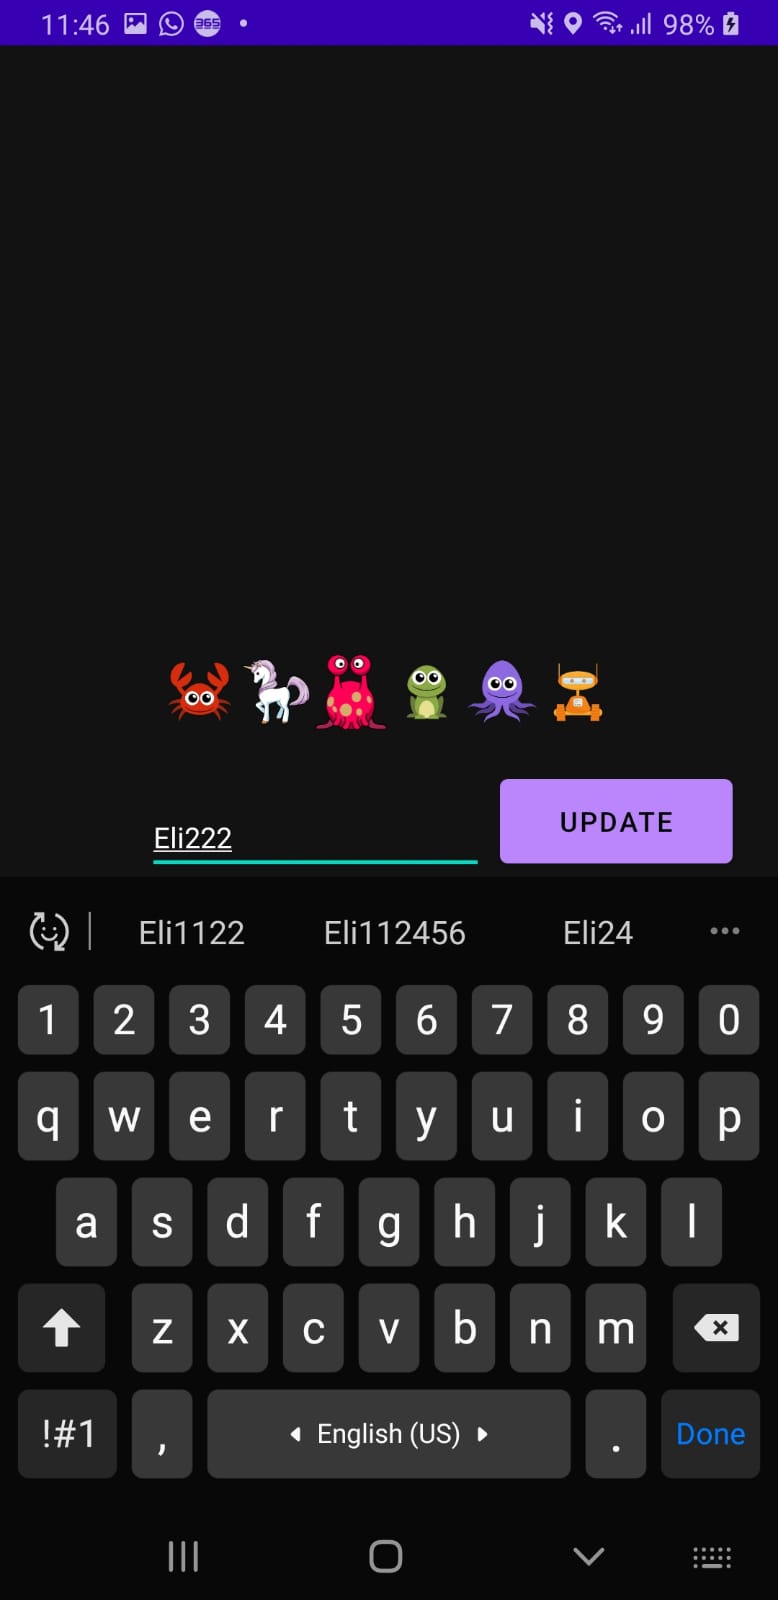 11:46 365 98%
Eli222 UPDATE
Eli1122 Eli112456 Eli24
1 2 3 4 5 6 7 8 9 0
q w e r t y u i o p
a s d f g h j k l
z x c v b n m
!#1 , English (US) . Done